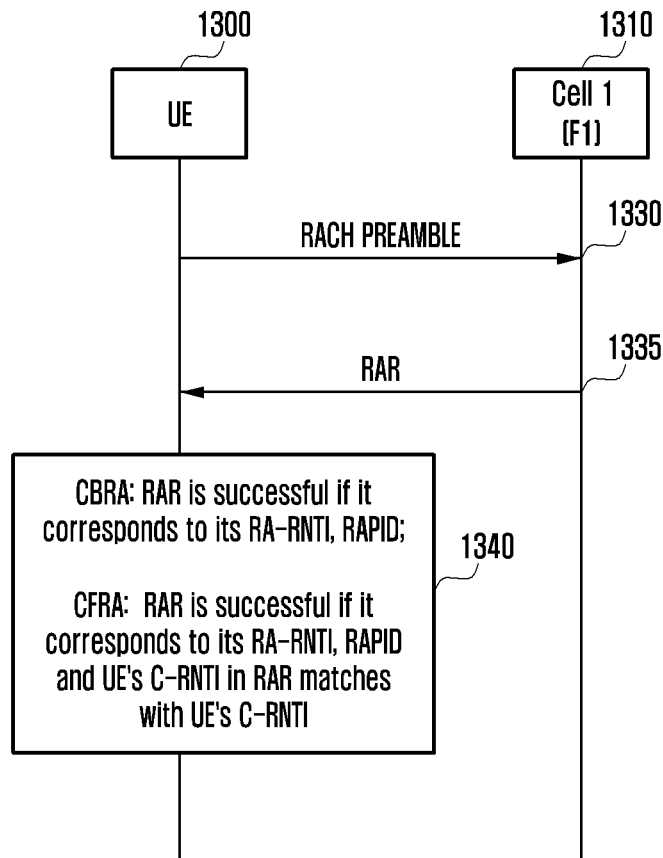 1300
1310
UE
Cell 1
(F1)
RACH PREAMBLE
1330
RAR
1335
CBRA: RAR is successful if it
corresponds to its RA-RNTI, RAPID;
CFRA: RAR is successful if it
corresponds to its RA-RNTI, RAPID
and UE's C-RNTI in RAR matches
with UE's C-RNTI
1340